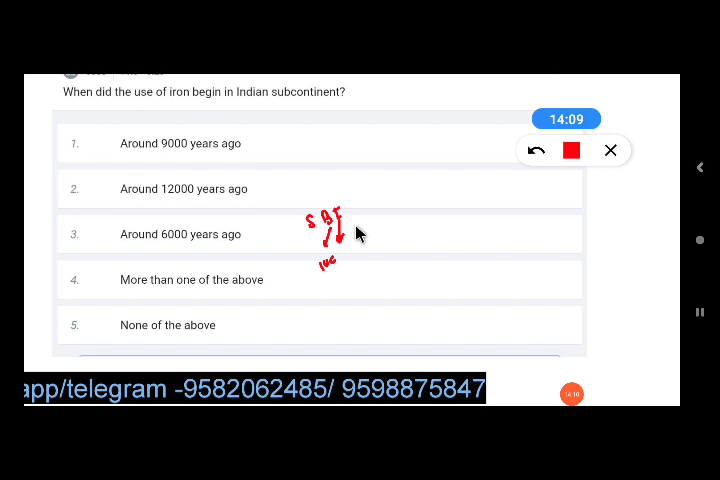 When did the use of iron begin in Indian subcontinent?
14:09
1. Around 9000 years ago
2. Around 12000 years ago
S B I
3. Around 6000 years ago
4. More than one of the above
5. None of the above
app/telegram -9582062485/ 9598875847
14:10